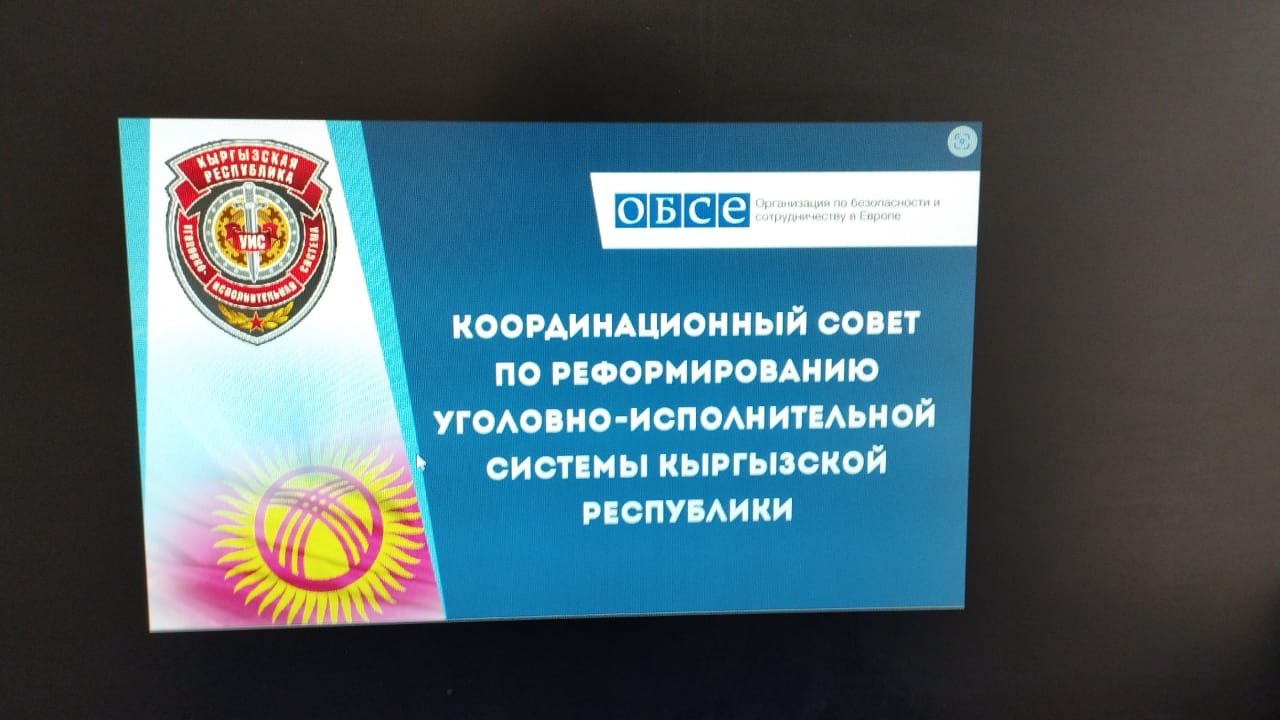 КЫРГЫЗСКАЯ
РЕСПУБЛИКА
УИС
УГОЛОВНО-
ИСПОЛНИТЕЛЬНАЯ
СИСТЕМА
ОБСЕ
Организация по безопасности и
сотрудничеству в Европе
КООРДИНАЦИОННЫЙ СОВЕТ
ПО РЕФОРМИРОВАНИЮ
УГОЛОВНО-ИСПОЛНИТЕЛЬНОЙ
СИСТЕМЫ КЫРГЫЗСКОЙ
РЕСПУБЛИКИ